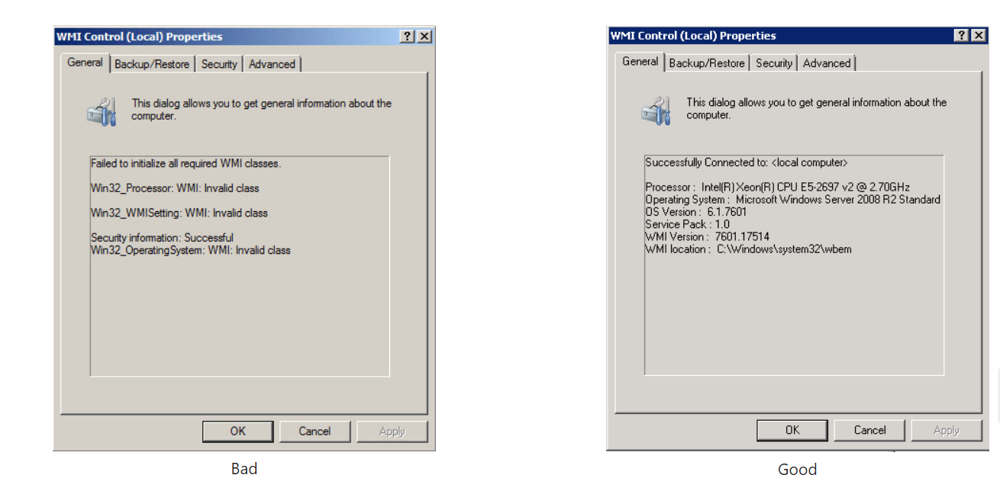 WMI Control (Local) Properties
General
Backup/Restore
Security
Advanced
This dialog allows you to get general information about the
computer.
Failed to initialize all required WMI classes.
Win32_Processor: WMI: Invalid class
Win32_WMISetting: WMI: Invalid class
Security information: Successful
Win32_OperatingSystem: WMI: Invalid class
OK
Cancel
Apply
Bad
WMI Control (Local) Properties
General
Backup/Restore
Security
Advanced
This dialog allows you to get general information about the
computer.
Successfully Connected to: <local computer>
Processor : Intel(R) Xeon(R) CPU E5-2697 v2 @ 2.70GHz
Operating System : Microsoft Windows Server 2008 R2 Standard
OS Version : 6.1.7601
Service Pack : 1.0
WMI Version : 7601.17514
WMI location : C:\Windows\system32\wbem
OK
Cancel
Apply
Good